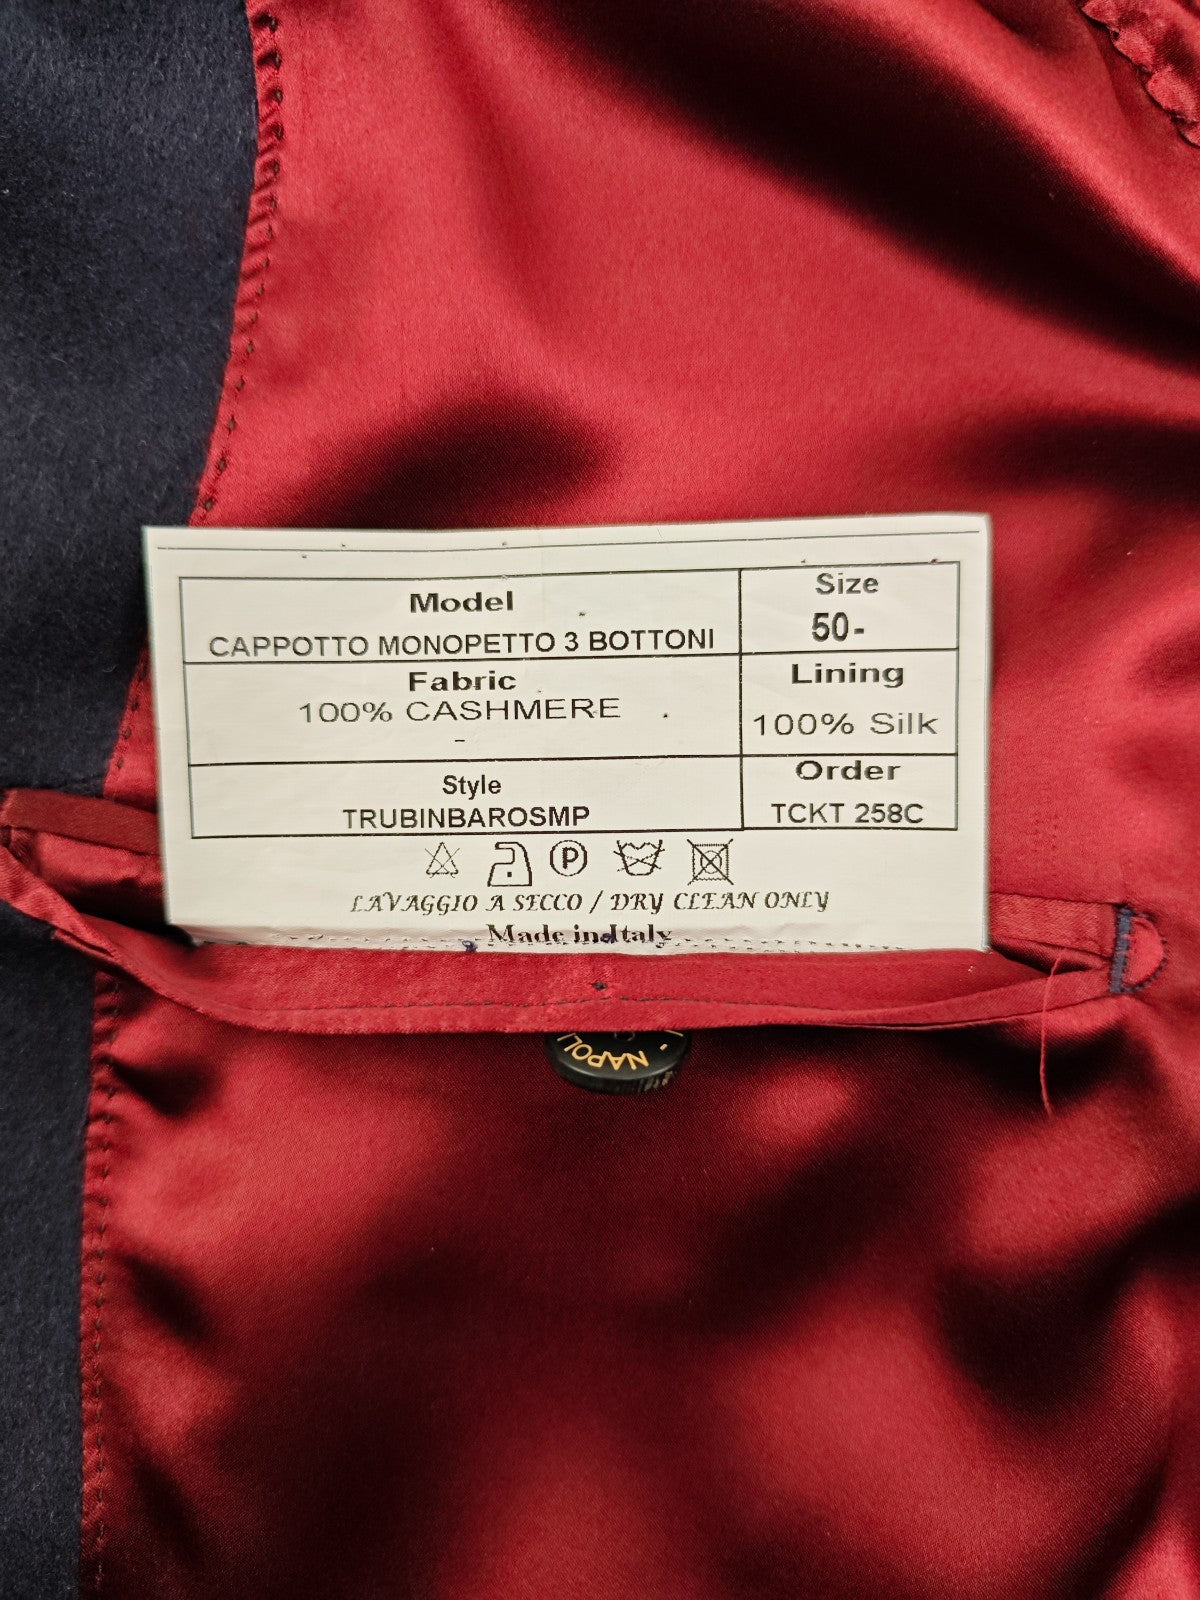 Model
CAPPOTTO MONOPETTO 3 BOTTONI
Size
50-
Fabric
100% CASHMERE
-
Lining
100% Silk
Style
TRUBINBAROSMP
Order
TCKT 258C
P
LAVAGGIO A SECCO / DRY CLEAN ONLY
Made in Italy
- NAPOLI